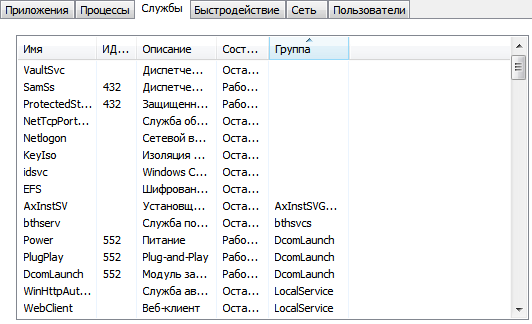 Приложения Процессы Службы Быстродействие Сеть Пользователи
Имя ИД... Описание Сост... Группа
VaultSvc Диспетче... Оста...
SamSs 432 Диспетче... Рабо...
ProtectedSt... 432 Защищенн... Рабо...
NetTcpPort... Служба об... Оста...
Netlogon Сетевой в... Оста...
KeyIso Изоляция ... Оста...
idsvc Windows C... Оста...
EFS Шифрован... Оста...
AxInstSV Установщ... Оста... AxInstSVG...
bthserv Служба по... Оста... bthsvcs
Power 552 Питание Рабо... DcomLaunch
PlugPlay 552 Plug-and-Play Рабо... DcomLaunch
DcomLaunch 552 Модуль за... Рабо... DcomLaunch
WinHttpAut... Служба ав... Оста... LocalService
WebClient Веб-клиент Оста... LocalService